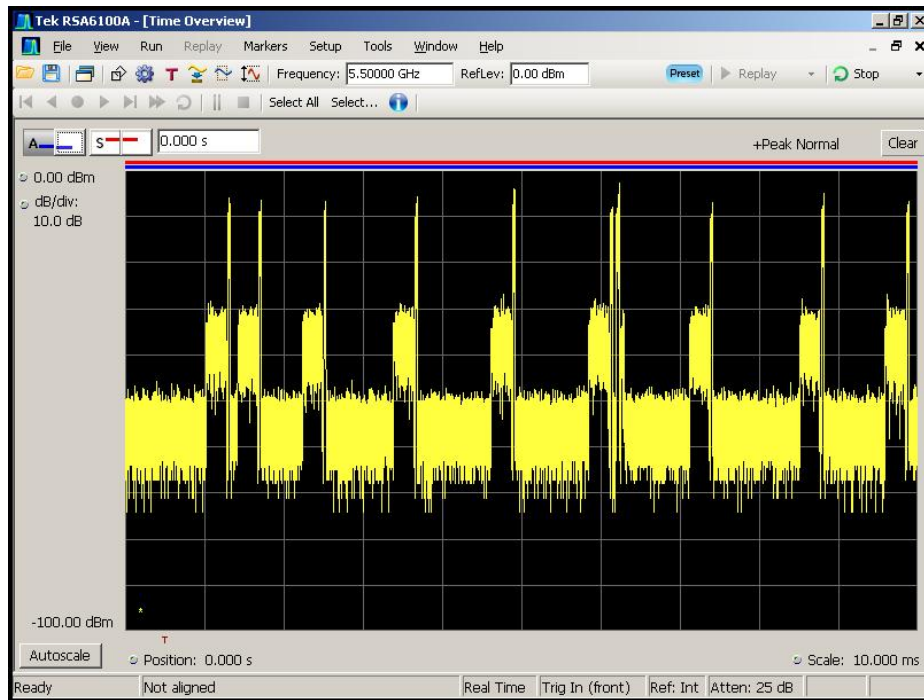 Tek RSA6100A - [Time Overview]
File View Run Replay Markers Setup Tools Window Help
T Frequency: 5.50000 GHz RefLev: 0.00 dBm Preset Replay Stop
Select All Select...
A S 0.000 s +Peak Normal Clear
0.00 dBm
dB/div:
10.0 dB
-100.00 dBm
T
Autoscale Position: 0.000 s Scale: 10.000 ms
Ready Not aligned Real Time Trig In (front) Ref: Int Atten: 25 dB